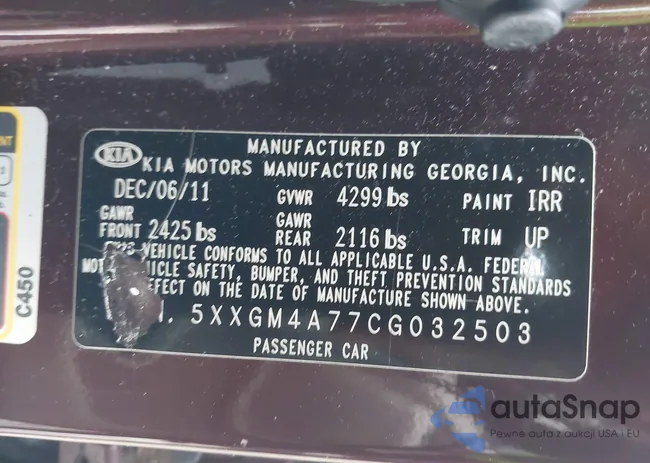 MANUFACTURED BY
KIA KIA MOTORS MANUFACTURING GEORGIA, INC.
DEC/06/11 GVWR 4299 lbs PAINT IRR
GAWR FRONT 2425 lbs GAWR REAR 2116 lbs TRIM UP
VEHICLE CONFORMS TO ALL APPLICABLE U.S.A.
VEHICLE SAFETY, BUMPER, AND THEFT PREVENTION STANDARDS
EFFECT ON THE DATE OF MANUFACTURE SHOWN ABOVE.
5XXGM4A77CG032503
PASSENGER CAR
C450
autaSnap
Pewne auta z aukcji USA i EU